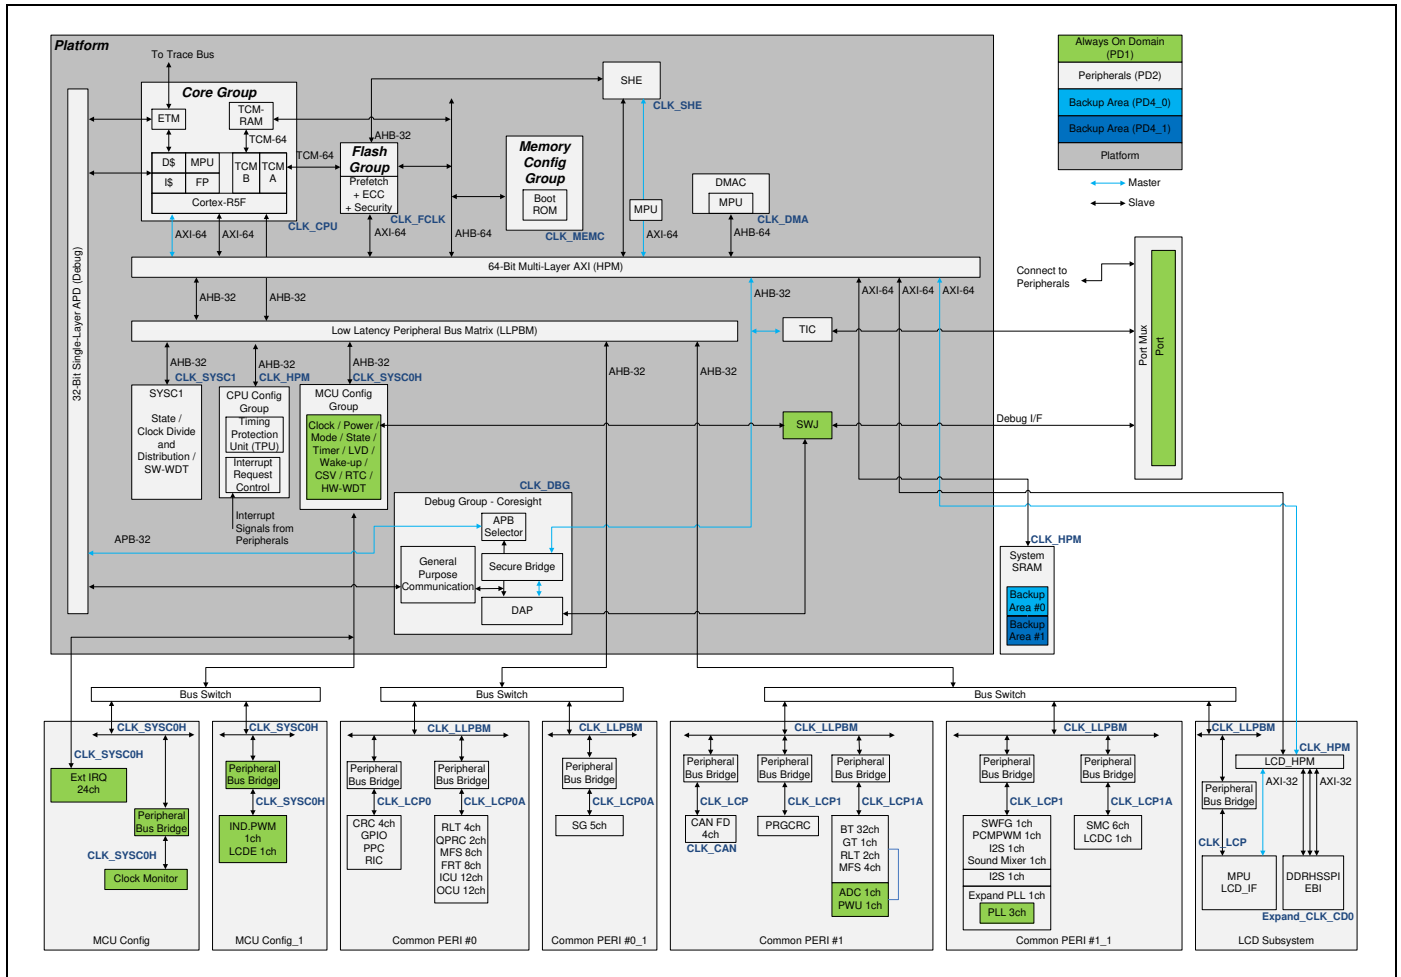 Platform
To Trace Bus
Core Group
ETM
TCM-
RAM
TCM-64
D$
MPU
I$
FP
TCM
B
TCM
A
Cortex-R5F
CLK_CPU
AXI-64
AXI-64
TCM-64
AHB-32
Flash
Group
Prefetch
+ ECC
+ Security
CLK_FCLK
AXI-64
AHB-64
SHE
CLK_SHE
Memory
Config
Group
Boot
ROM
CLK_MEMC
MPU
AXI-64
DMAC
MPU
CLK_DMA
AHB-64
Always On Domain
(PD1)
Peripherals (PD2)
Backup Area (PD4_0)
Backup Area (PD4_1)
Platform
Master
Slave
32-Bit Single-Layer APD (Debug)
64-Bit Multi-Layer AXI (HPM)
AHB-32
AHB-32
AHB-32
AXI-64
AXI-64
AXI-64
Connect to
Peripherals
Port Mux
Port
Low Latency Peripheral Bus Matrix (LLPBM)
TIC
AHB-32
AHB-32
AHB-32
AHB-32
AHB-32
CLK_SYSC1
CLK_HPM
CLK_SYSC0H
SYSC1
State /
Clock Divide
and
Distribution /
SW-WDT
CPU Config
Group
Timing
Protection
Unit (TPU)
Interrupt
Request
Control
Interrupt
Signals from
Peripherals
MCU Config
Group
Clock / Power /
Mode / State /
Timer / LVD /
Wake-up /
CSV / RTC /
HW-WDT
SWJ
Debug I/F
CLK_DBG
Debug Group - Coresight
APB
Selector
General
Purpose
Communication
Secure Bridge
DAP
APB-32
CLK_HPM
System
SRAM
Backup
Area #0
Backup
Area #1
Bus Switch
Bus Switch
Bus Switch
CLK_SYSC0H
CLK_SYSC0H
Ext IRQ
24ch
Peripheral
Bus Bridge
CLK_SYSC0H
Clock Monitor
MCU Config
CLK_SYSC0H
Peripheral
Bus Bridge
CLK_SYSC0H
IND.PWM
1ch
LCDE 1ch
MCU Config_1
CLK_LLPBM
Peripheral
Bus Bridge
Peripheral
Bus Bridge
CLK_LCP0
CLK_LCP0A
CRC 4ch
GPIO
PPC
RIC
RLT 4ch
QPRC 2ch
MFS 8ch
FRT 8ch
ICU 12ch
OCU 12ch
Common PERI #0
CLK_LLPBM
Peripheral
Bus Bridge
CLK_LCP0A
SG 5ch
Common PERI #0_1
CLK_LLPBM
Peripheral
Bus Bridge
Peripheral
Bus Bridge
Peripheral
Bus Bridge
CLK_LCP
CLK_LCP1
CLK_LCP1A
CAN FD
4ch
CLK_CAN
PRGCRC
BT 32ch
GT 1ch
RLT 2ch
MFS 4ch
ADC 1ch
PWU 1ch
Common PERI #1
CLK_LLPBM
Peripheral
Bus Bridge
Peripheral
Bus Bridge
CLK_LCP1
CLK_LCP1A
SWFG 1ch
PCMPWM 1ch
I2S 1ch
Sound Mixer 1ch
I2S 1ch
Expand PLL 1ch
PLL 3ch
SMC 6ch
LCDC 1ch
Common PERI #1_1
CLK_LLPBM
CLK_HPM
LCD_HPM
Peripheral
Bus Bridge
AXI-32
AXI-32
CLK_LCP
MPU
LCD_IF
DDRHSSPI
EBI
Expand_CLK_CD0
LCD Subsystem